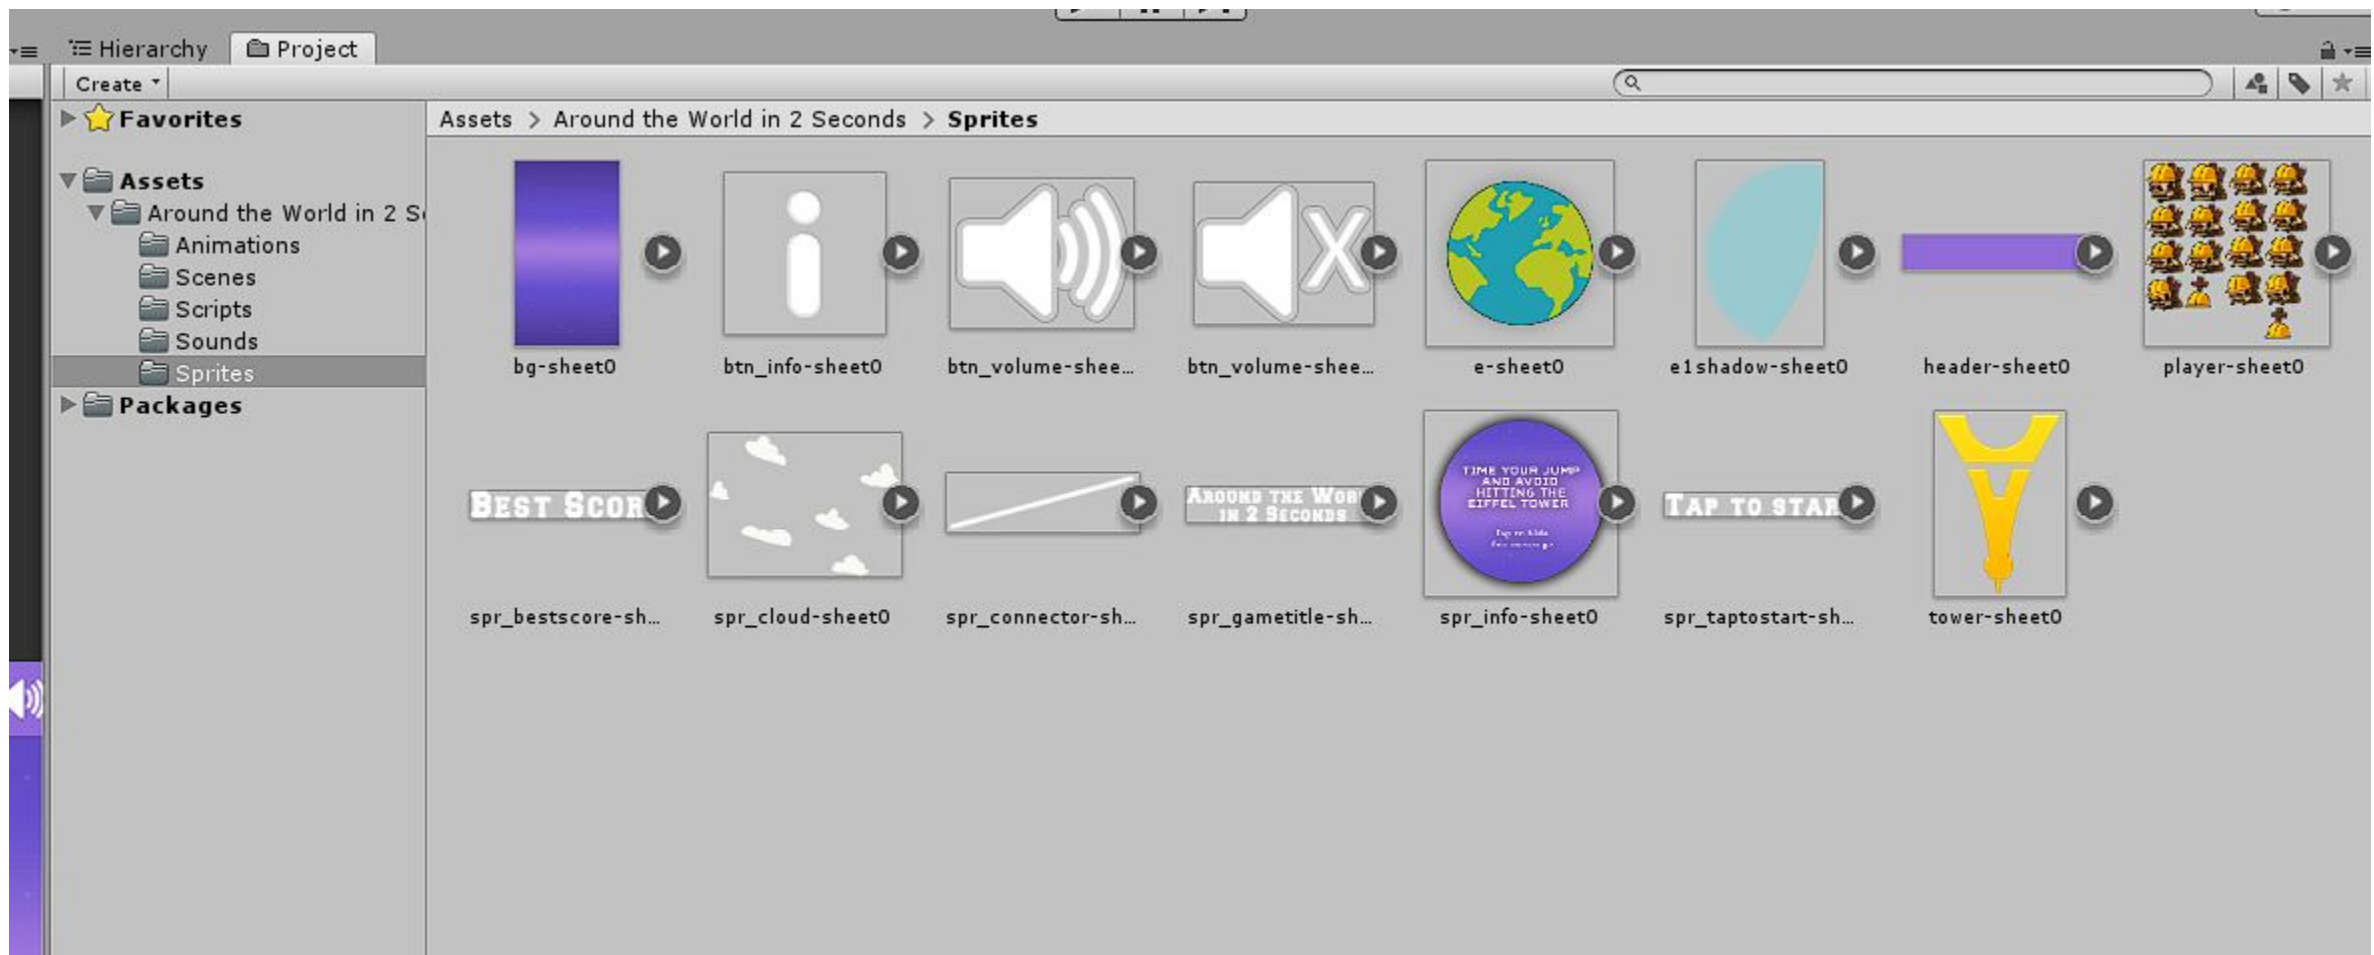 Hierarchy
Project
Create
Favorites
Assets > Around the World in 2 Seconds > Sprites
Assets
Around the World in 2 S
Animations
Scenes
Scripts
Sounds
Sprites
Packages
bg-sheet0
btn_info-sheet0
btn_volume-shee...
btn_volume-shee...
e-sheet0
e1shadow-sheet0
header-sheet0
player-sheet0
BEST SCOR
AROUND THE WOR
IN 2 SECONDS
TIME YOUR JUMP
AND AVOID
HITTING THE
EIFFEL TOWER
TAP TO STAR
spr_bestscore-sh...
spr_cloud-sheet0
spr_connector-sh...
spr_gametitle-sh...
spr_info-sheet0
spr_taptostart-sh...
tower-sheet0